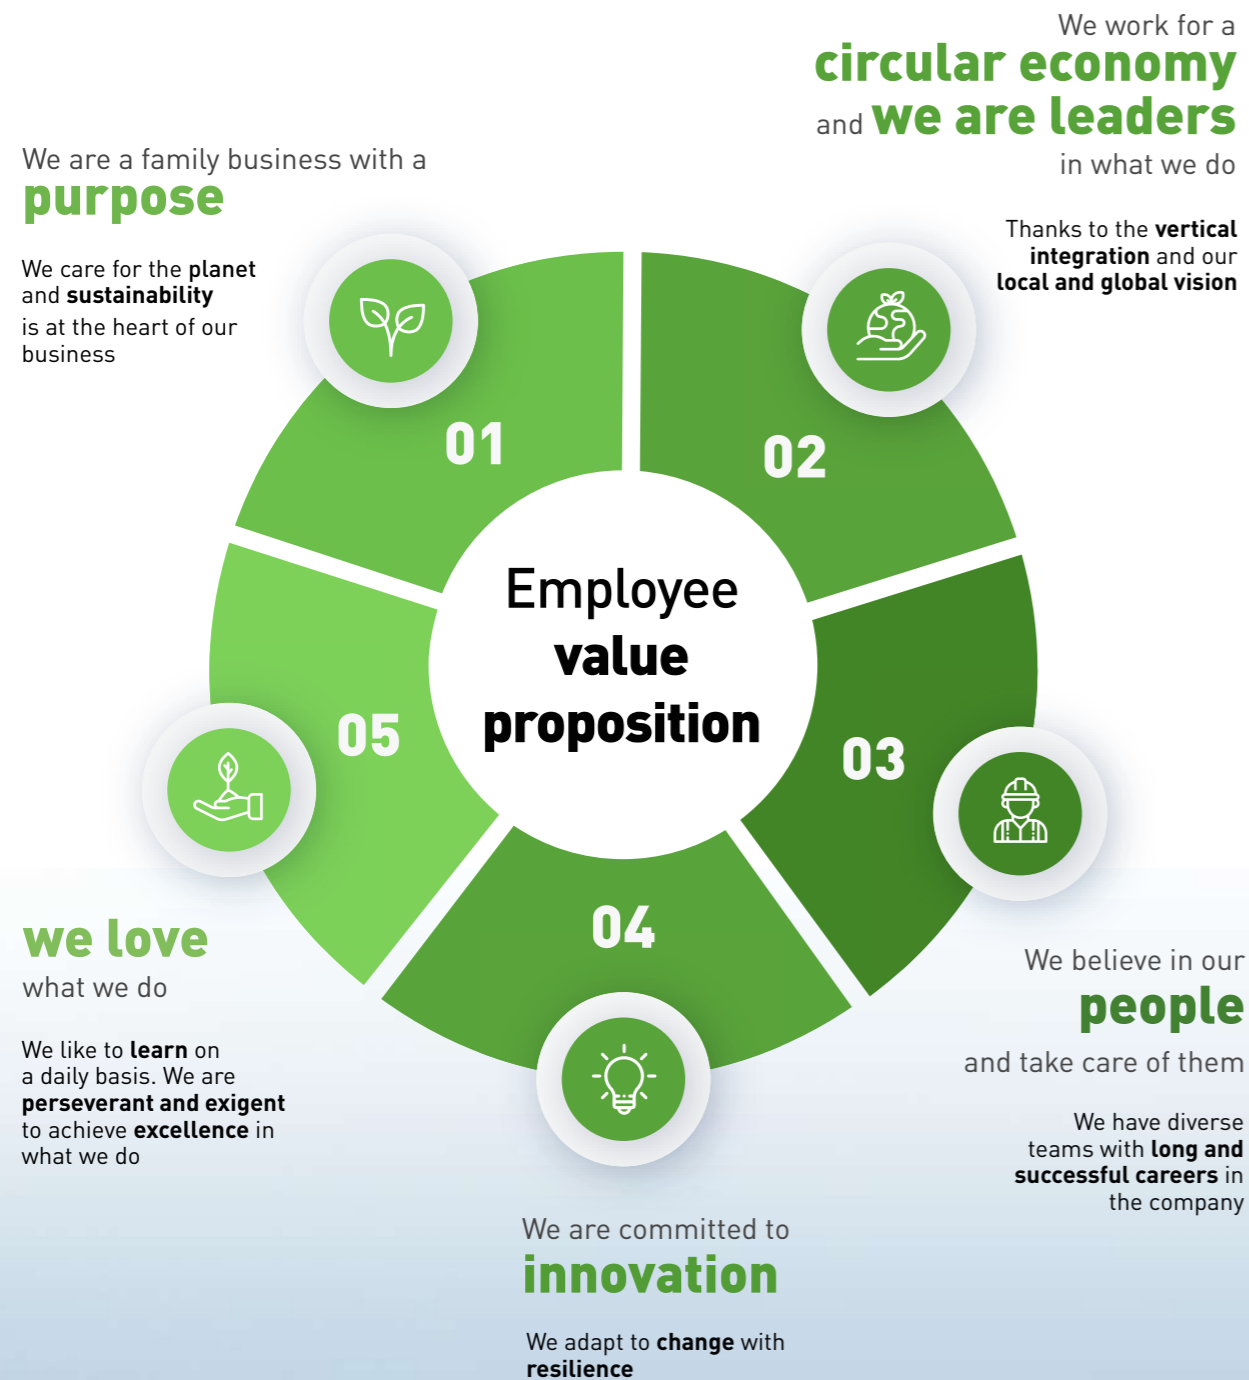 We are a family business with a
purpose
We care for the planet
and sustainability
is at the heart of our
business
01
We work for a
circular economy
and we are leaders
in what we do
Thanks to the vertical
integration and our
local and global vision
02
Employee
value
proposition
03
We believe in our
people
and take care of them
We have diverse
teams with long and
successful careers in
the company
04
We are committed to
innovation
We adapt to change with
resilience
05
we love
what we do
We like to learn on
a daily basis. We are
perseverant and exigent
to achieve excellence in
what we do